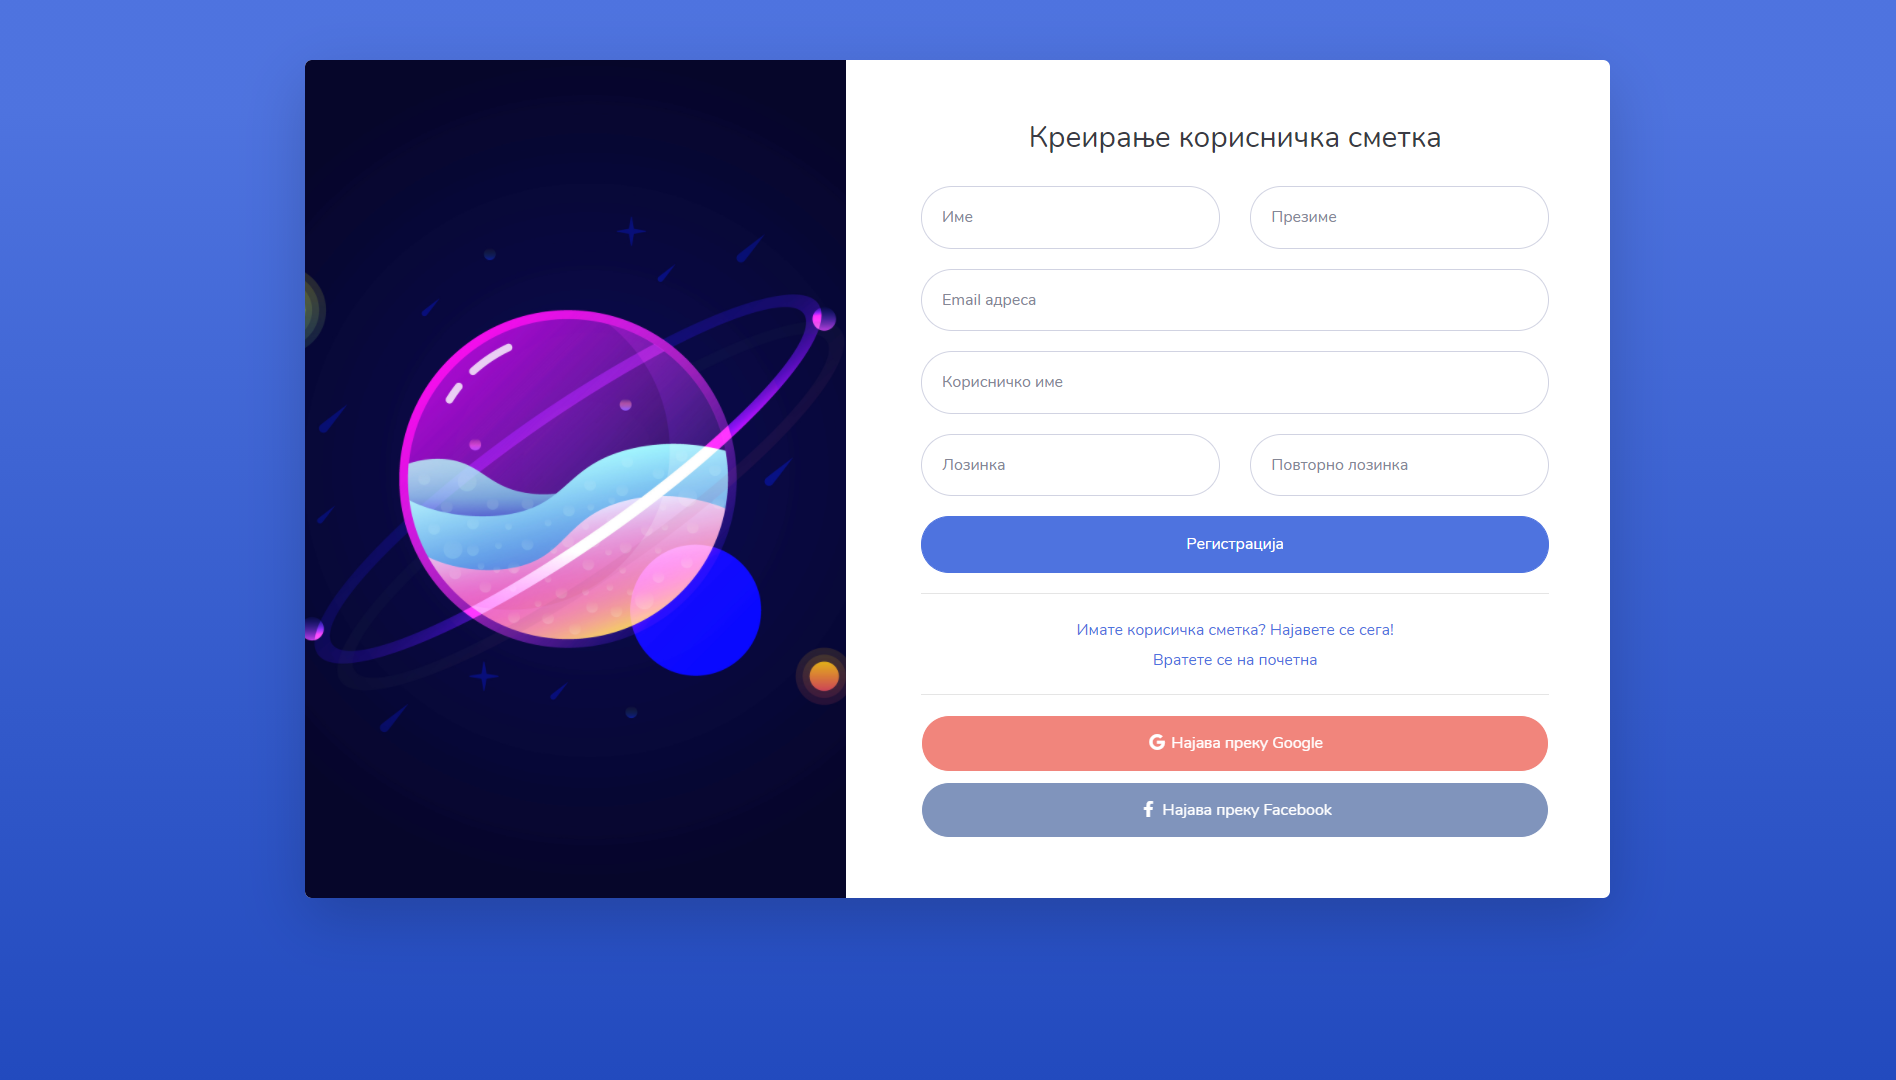 Креирање корисничка сметка
Име
Презиме
Email адреса
Корисничко име
Лозинка
Повторно лозинка
Регистрација
Имате корисичка сметка? Најавете се сега!
Вратете се на почетна
Најава преку Google
Најава преку Facebook